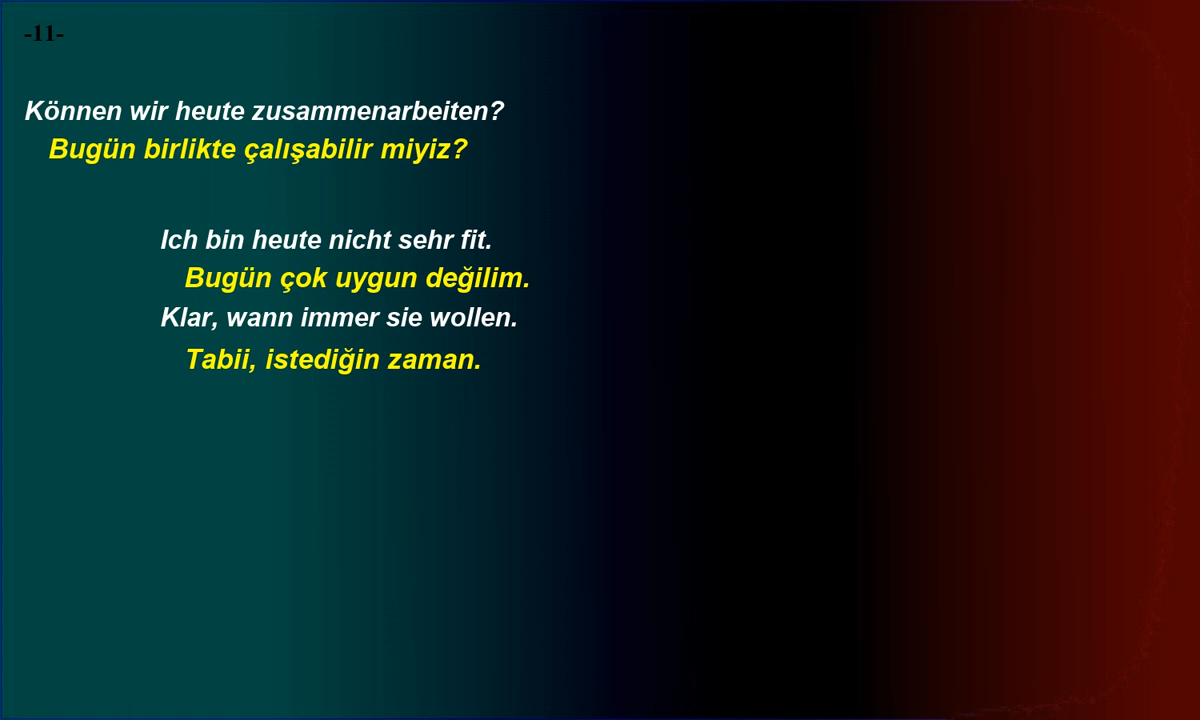 -11-
Können wir heute zusammenarbeiten?
Bugün birlikte çalışabilir miyiz?
Ich bin heute nicht sehr fit.
Bugün çok uygun değilim.
Klar, wann immer sie wollen.
Tabii, istediğin zaman.